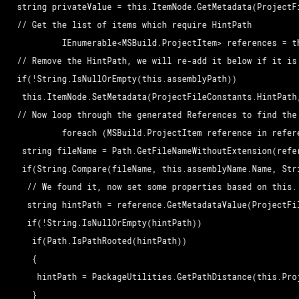 string privateValue = this.ItemNode.GetMetadata(ProjectFi
// Get the list of items which require HintPath
IEnumerable<MSBuild.ProjectItem> references = th
// Remove the HintPath, we will re-add it below if it is
if(!String.IsNullOrEmpty(this.assemblyPath))
this.ItemNode.SetMetadata(ProjectFileConstants.HintPath,
// Now loop through the generated References to find the
foreach (MSBuild.ProjectItem reference in refere
string fileName = Path.GetFileNameWithoutExtension(refer
if(String.Compare(fileName, this.assemblyName.Name, Stri
// We found it, now set some properties based on this.
string hintPath = reference.GetMetadataValue(ProjectFil
if(!String.IsNullOrEmpty(hintPath))
if(Path.IsPathRooted(hintPath))
{
hintPath = PackageUtilities.GetPathDistance(this.Proj
}